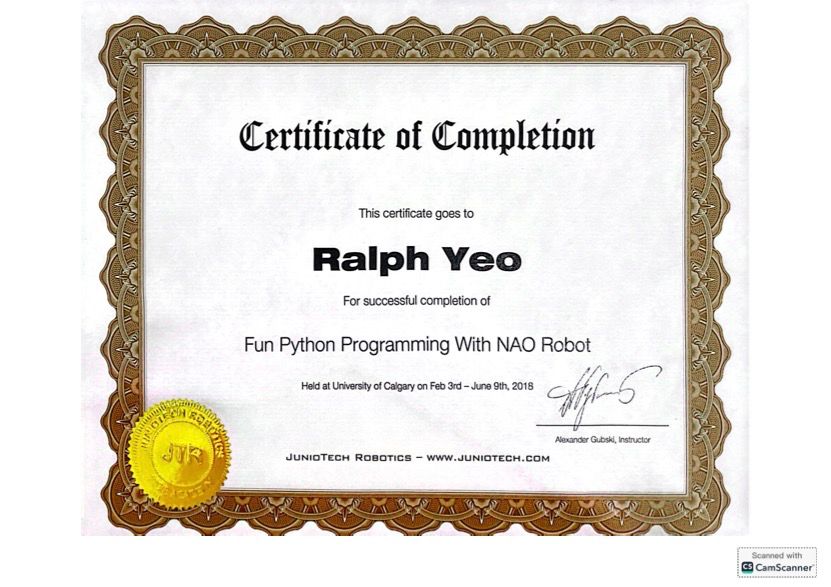 Certificate of Completion
This certificate goes to
Ralph Yeo
For successful completion of
Fun Python Programming With NAO Robot
Held at University of Calgary on Feb 3rd – June 9th, 2018
Alexander Gubski, Instructor
JUNIOTECH ROBOTICS
JTR
JunioTech Robotics – www.juniotech.com
Scanned with
CS CamScanner